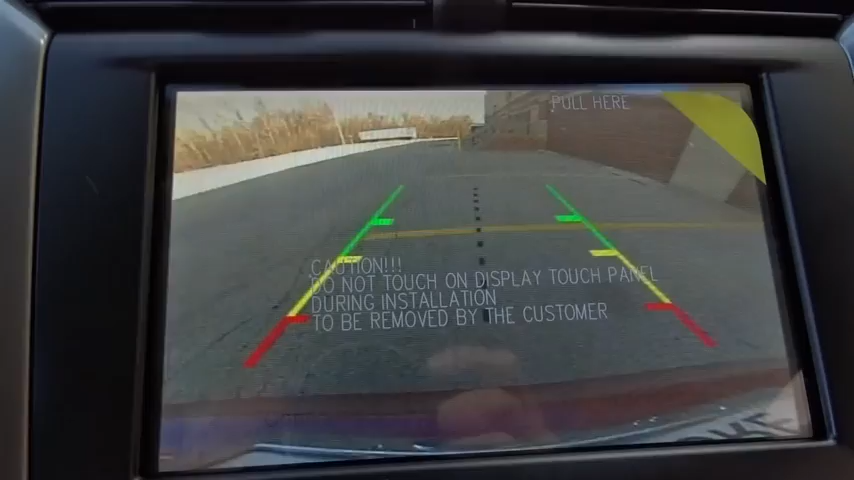 PULL HERE
CAUTION!!!
DO NOT TOUCH ON DISPLAY TOUCH PANEL
DURING INSTALLATION
TO BE REMOVED BY THE CUSTOMER